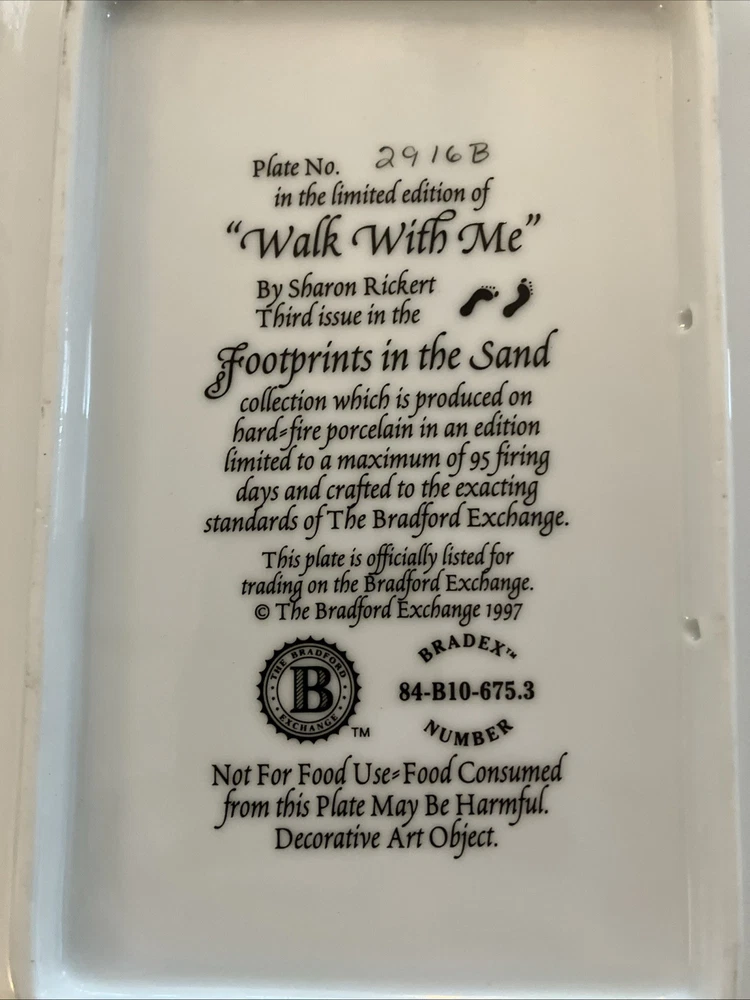 Plate No. 2916B
in the limited edition of
“Walk With Me”
By Sharon Rickert
Third issue in the
Footprints in the Sand
collection which is produced on
hard-fire porcelain in an edition
limited to a maximum of 95 firing
days and crafted to the exacting
standards of The Bradford Exchange.
This plate is officially listed for
trading on the Bradford Exchange.
© The Bradford Exchange 1997
THE BRADFORD
B
EXCHANGE
TM
BRADEX™
84-B10-675.3
NUMBER
Not For Food Use-Food Consumed
from this Plate May Be Harmful.
Decorative Art Object.